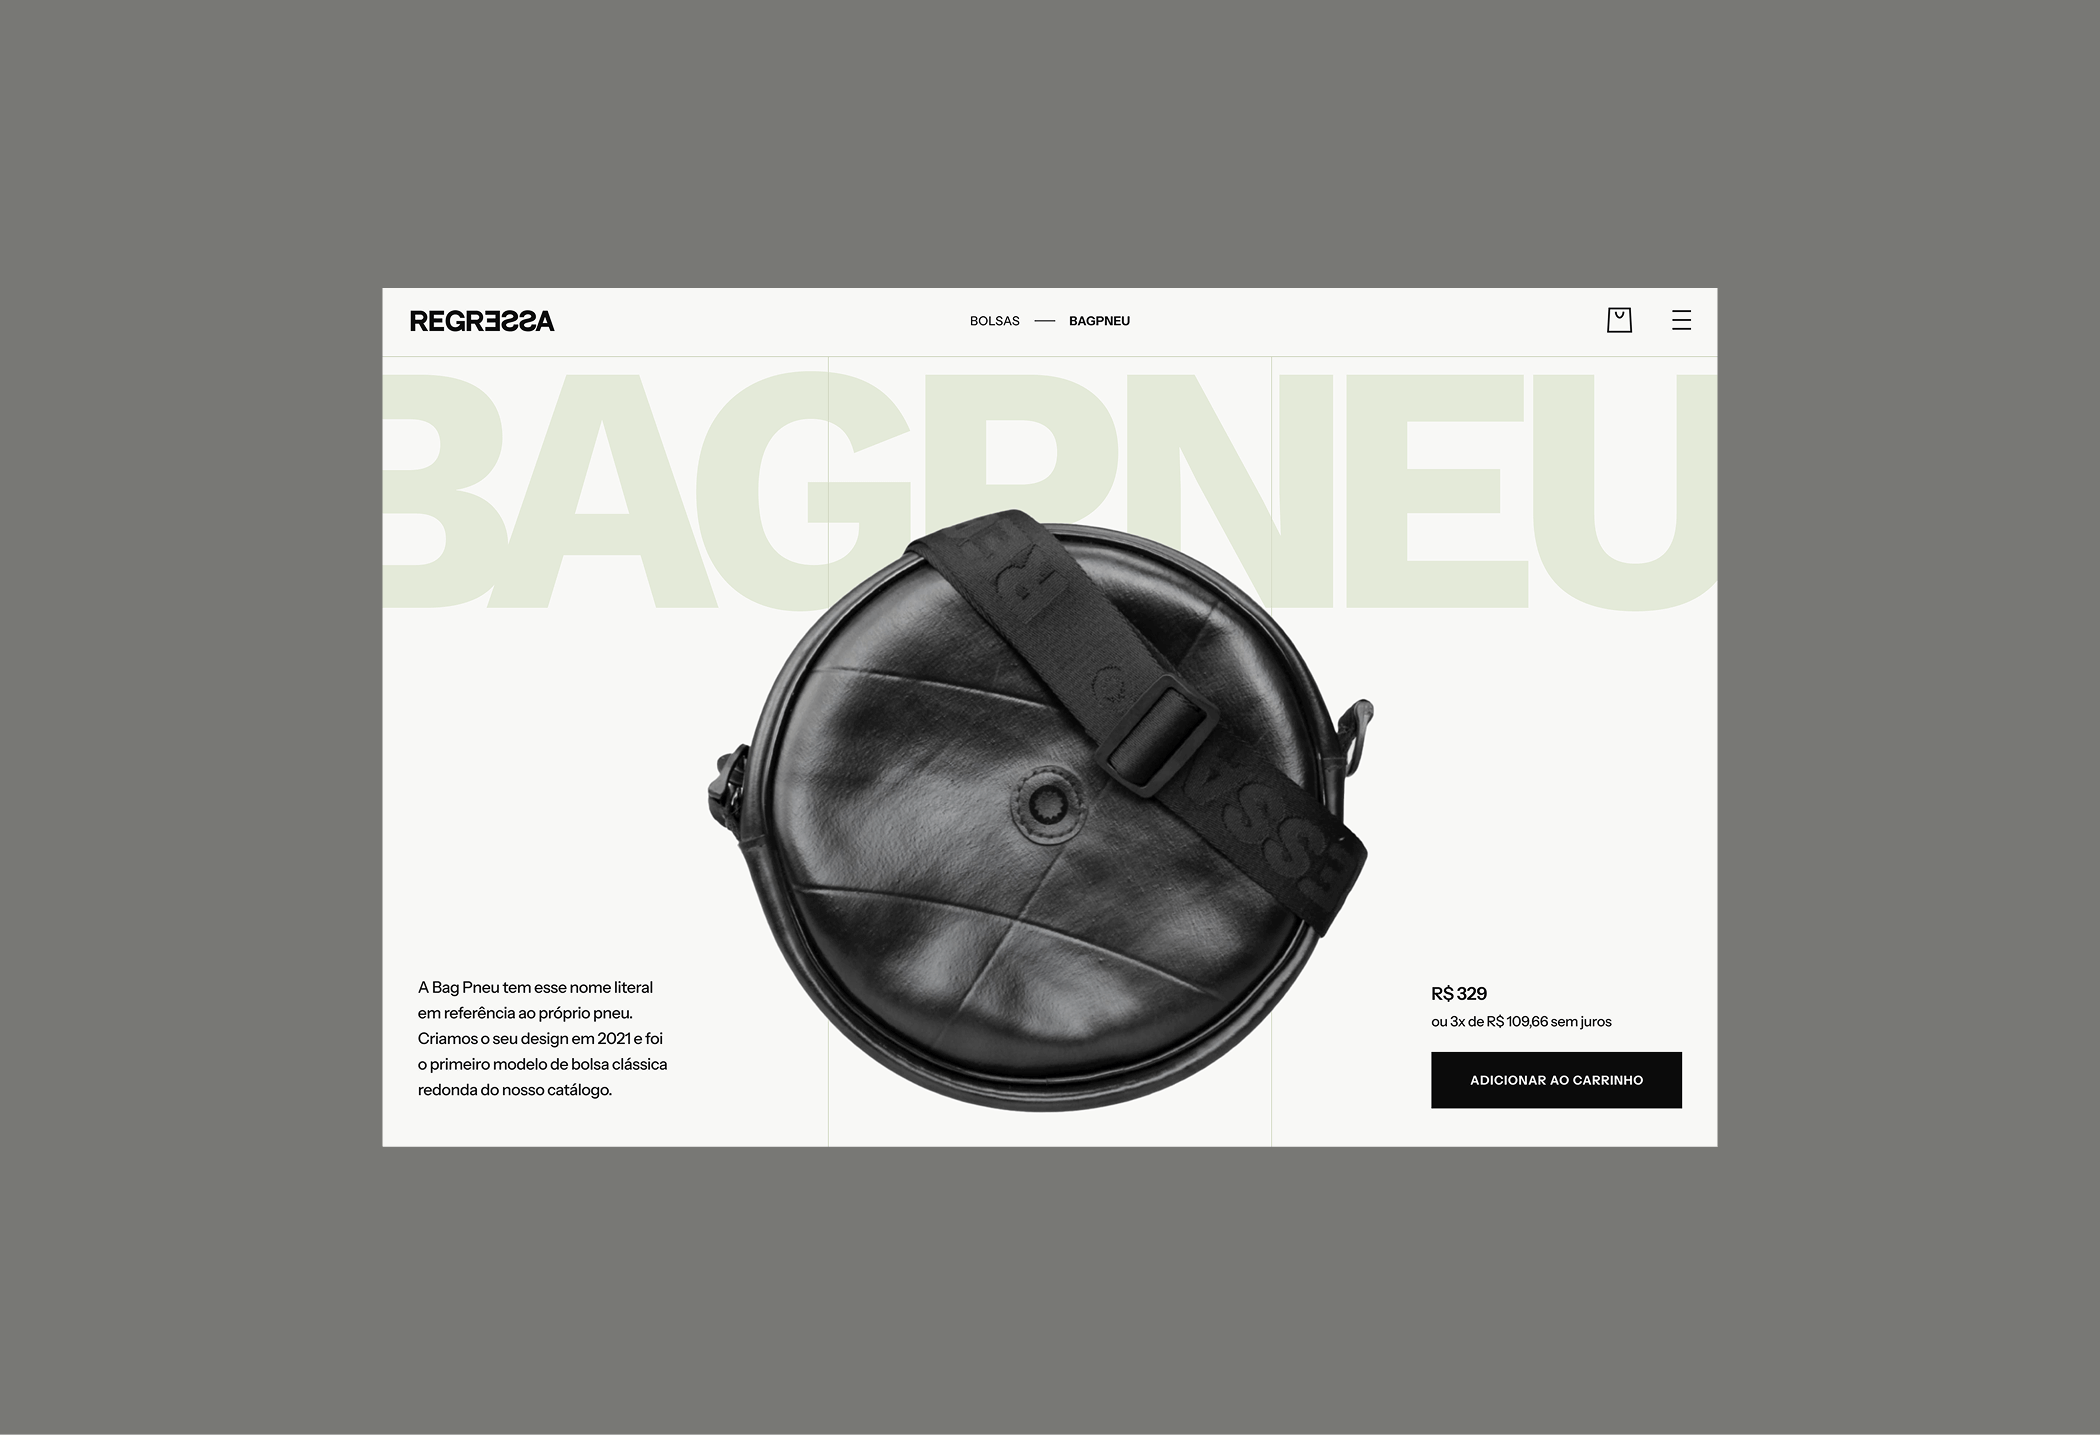 REGRESSA
BOLSAS — BAGPNEU
BAGPNEU
A Bag Pneu tem esse nome literal
em referência ao próprio pneu.
Criamos o seu design em 2021 e foi
o primeiro modelo de bolsa clássica
redonda do nosso catálogo.
R$ 329
ou 3x de R$ 109,66 sem juros
ADICIONAR AO CARRINHO